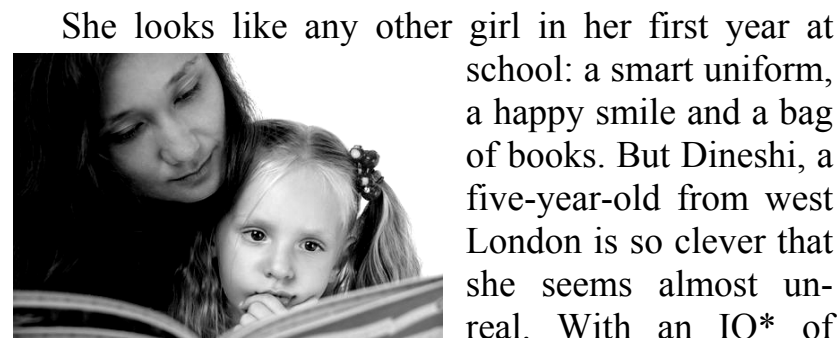 She looks like any other girl in her first year at
school: a smart uniform,
a happy smile and a bag
of books. But Dineshi, a
five-year-old from west
London is so clever that
she seems almost un-
real. With an IQ* of